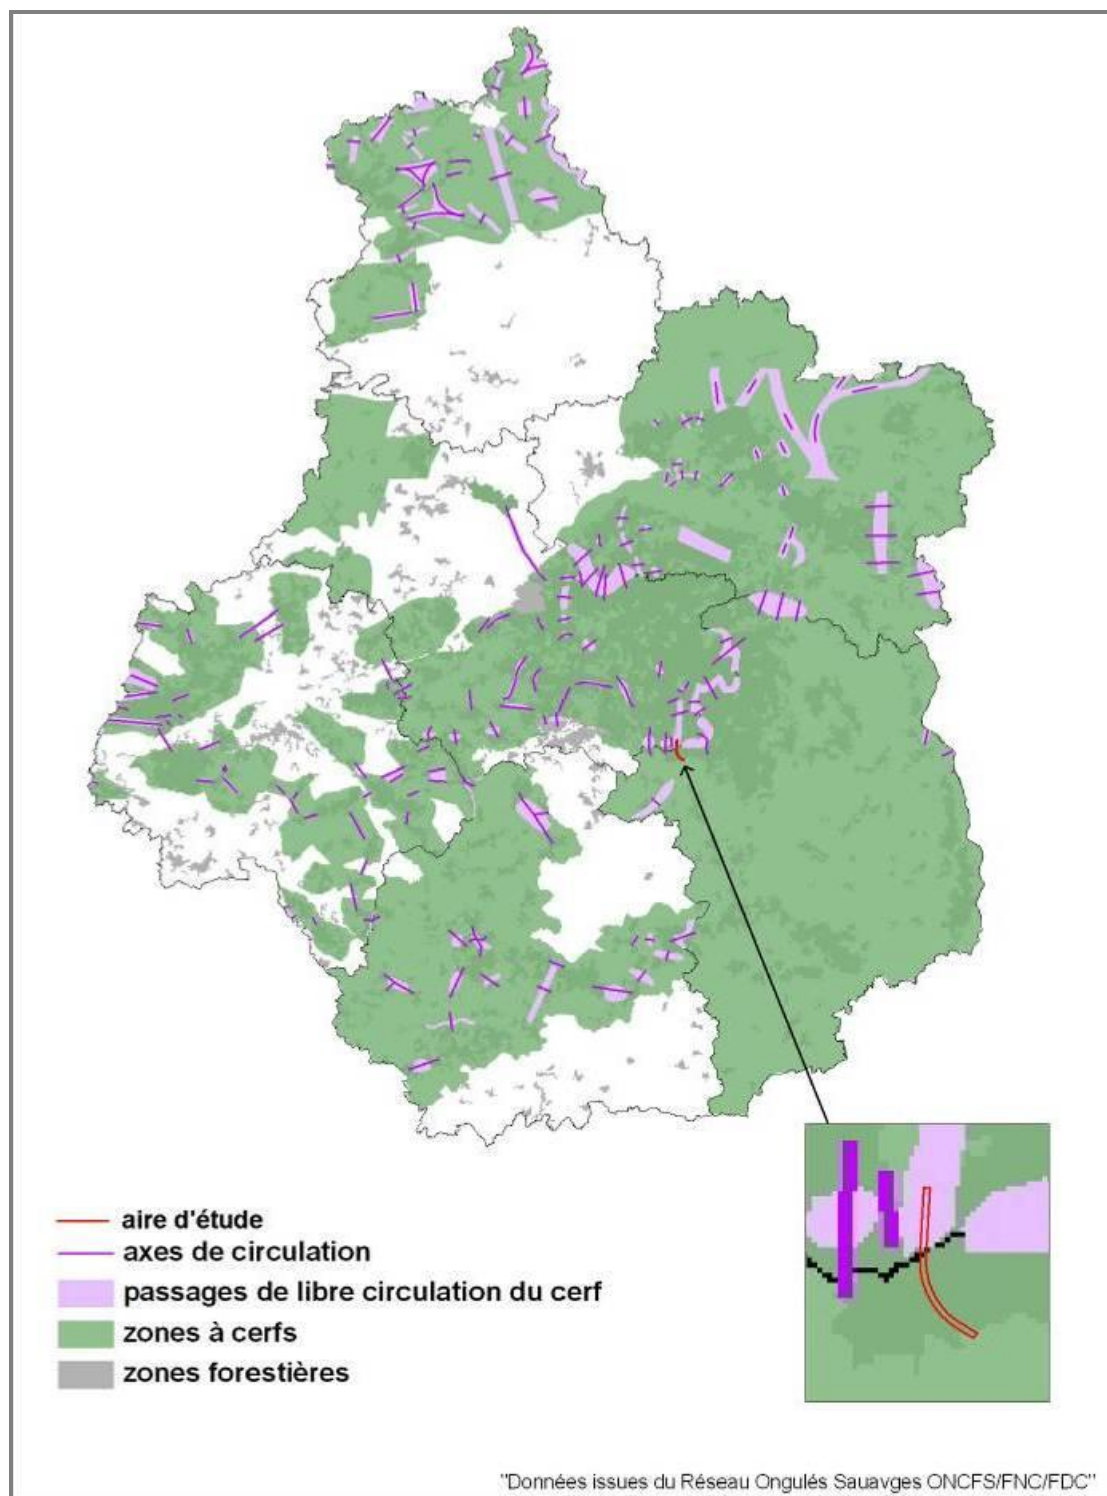 aire d'étude
axes de circulation
passages de libre circulation du cerf
zones à cerfs
zones forestières
"Données issues du Réseau Ongulés Sauavges ONCFS/FNC/FDC"